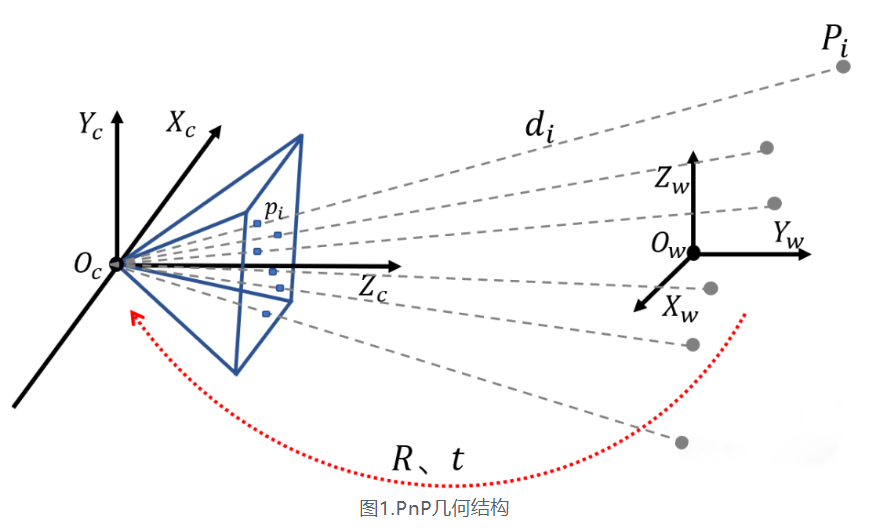 P_i
Y_c
X_c
d_i
p_i
Z_w
O_w
Y_w
O_c
Z_c
X_w
R、t
图1.PnP几何结构